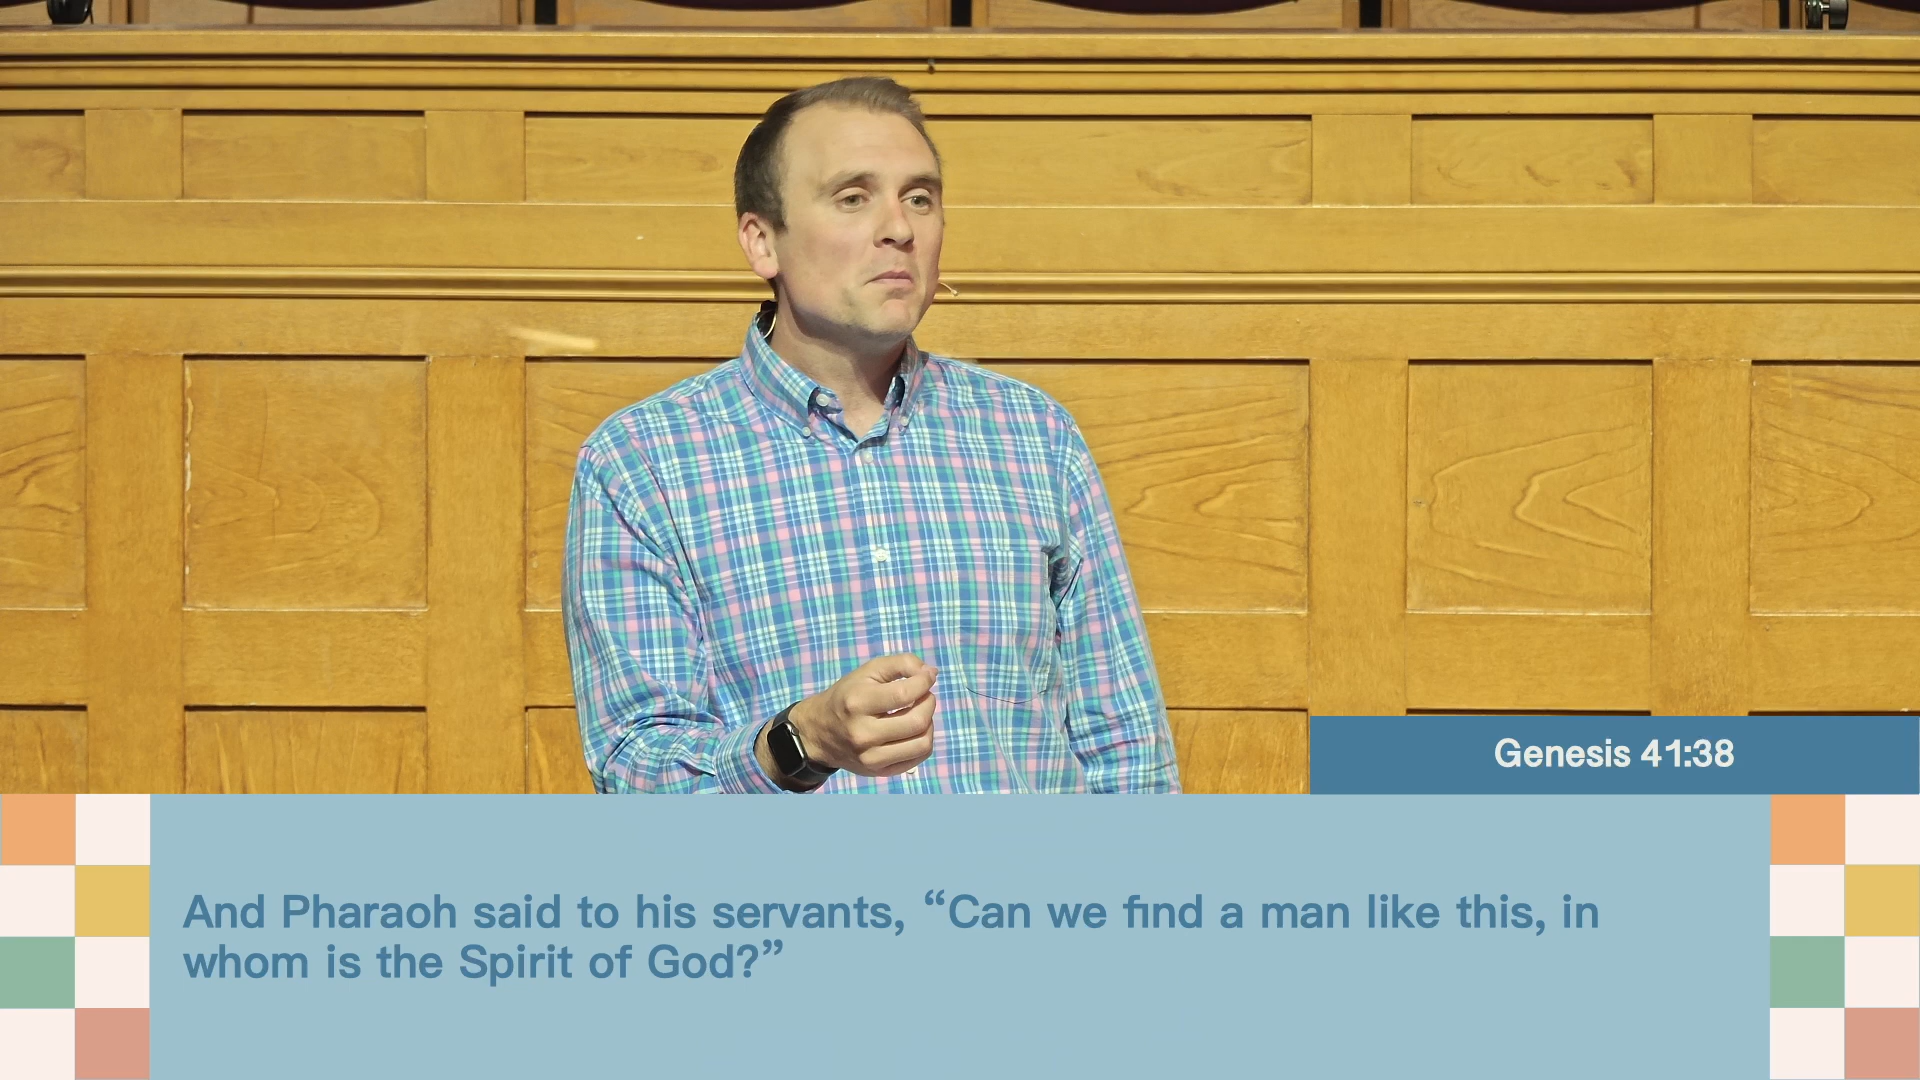 Genesis 41:38
And Pharaoh said to his servants, “Can we find a man like this, in
whom is the Spirit of God?”